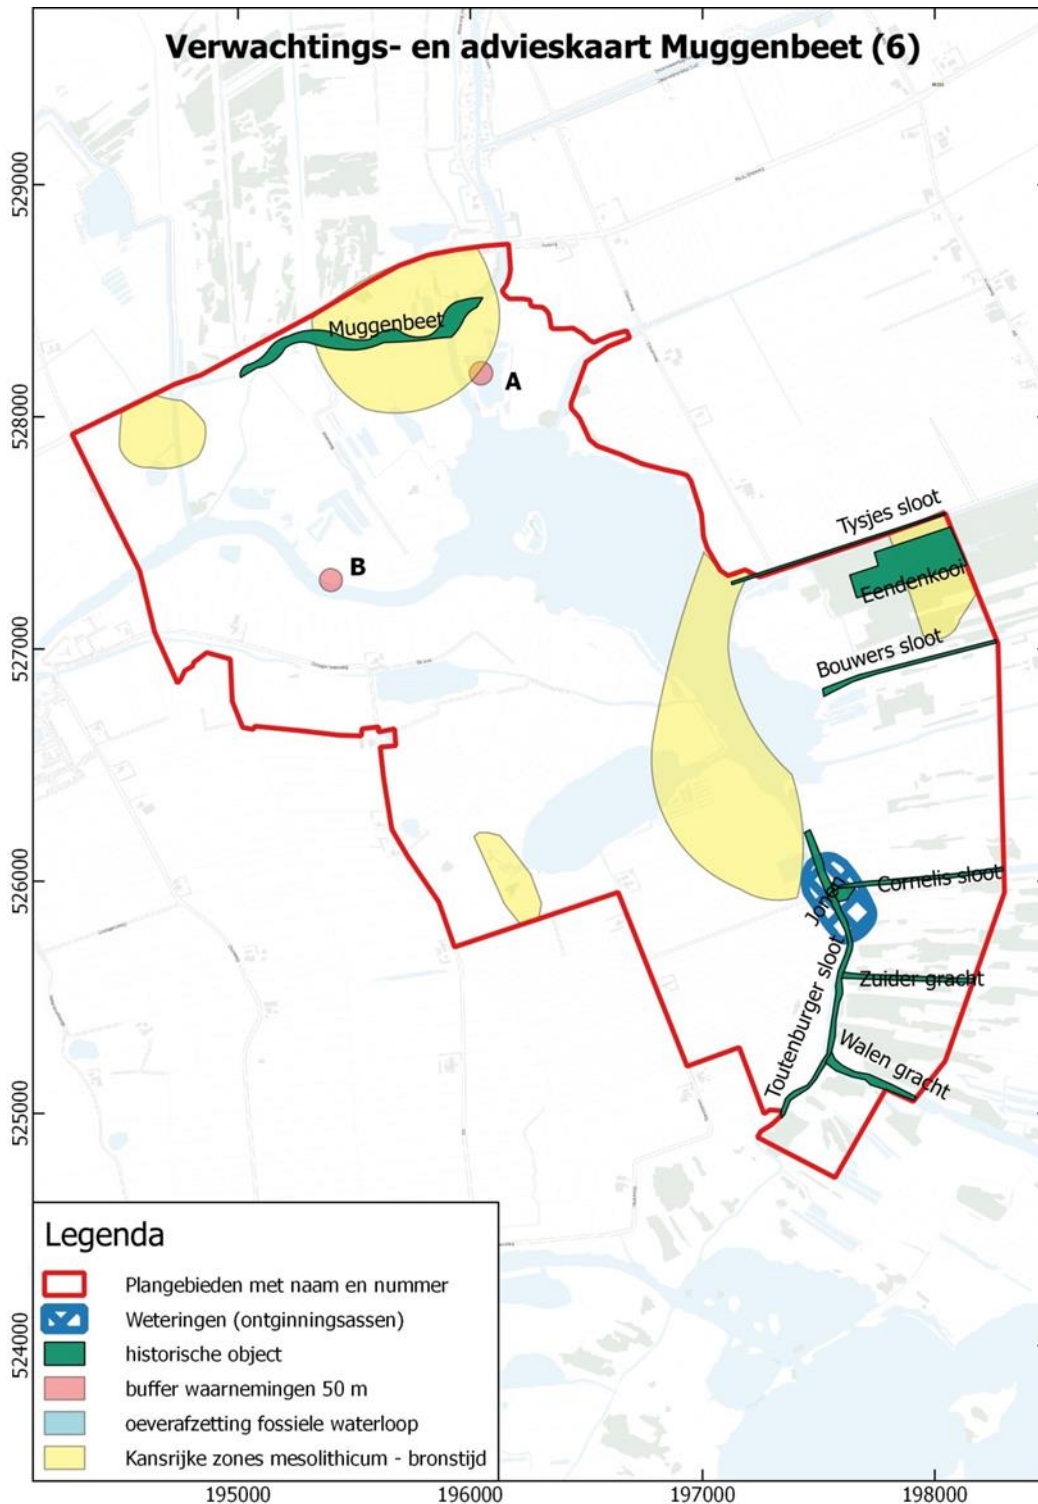 Verwachtings- en advieskaart Muggenbeet (6)
529000
528000
527000
526000
525000
524000
Muggenbeet
A
B
Tysjes sloot
Eendenkooi
Bouwers sloot
Jonen
Cornelis sloot
Toutenburger sloot
Zuider gracht
Walen gracht
Legenda
Plangebieden met naam en nummer
Weteringen (ontginningsassen)
historische object
buffer waarnemingen 50 m
oeverafzetting fossiele waterloop
Kansrijke zones mesolithicum - bronstijd
195000
196000
197000
198000